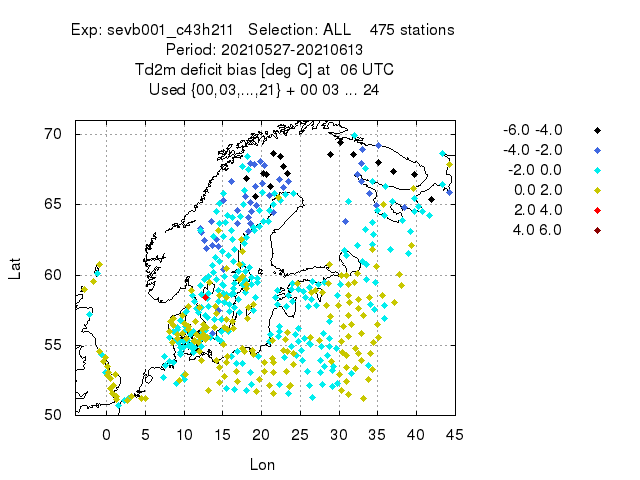 Exp: sevb001_c43h211 Selection: ALL 475 stations
Period: 20210527-20210613
Td2m deficit bias [deg C] at 06 UTC
Used {00,03,...,21} + 00 03 ... 24
70
65
60
55
50
Lat
0 5 10 15 20 25 30 35 40 45
Lon
-6.0 -4.0
-4.0 -2.0
-2.0 0.0
0.0 2.0
2.0 4.0
4.0 6.0